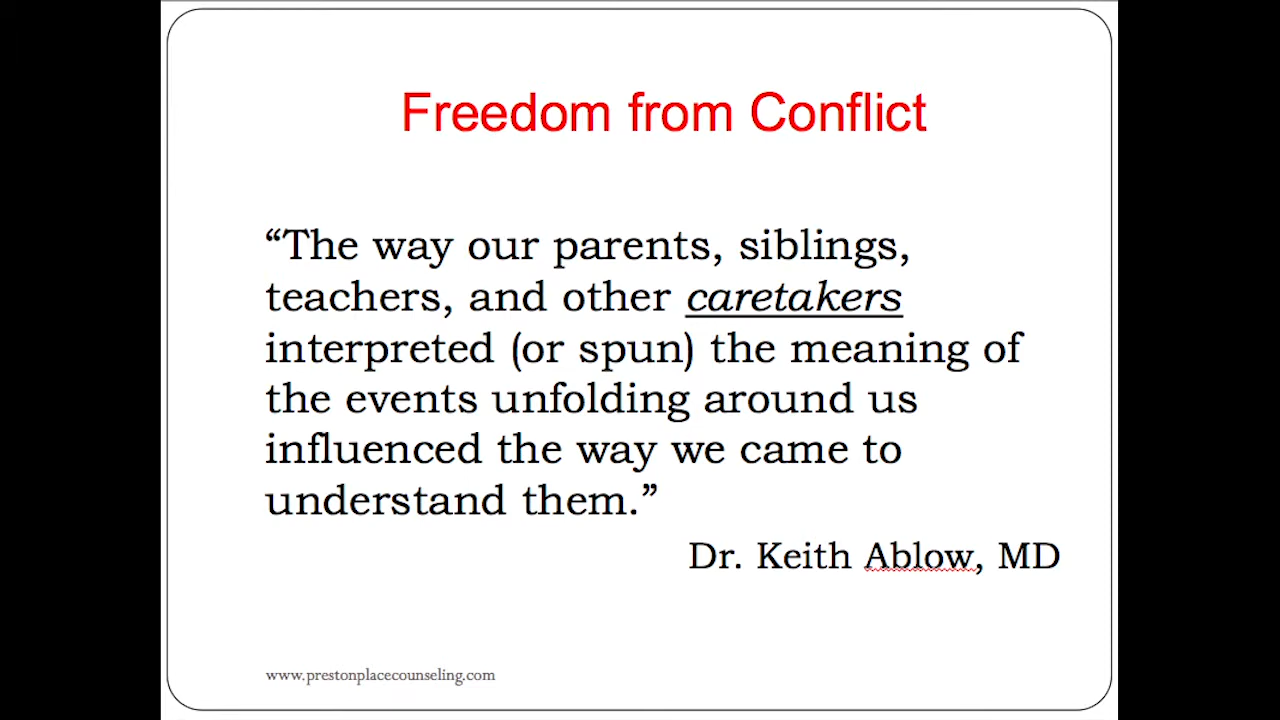 Freedom from Conflict
“The way our parents, siblings,
teachers, and other caretakers
interpreted (or spun) the meaning of
the events unfolding around us
influenced the way we came to
understand them.”
Dr. Keith Ablow, MD
www.prestonplacecounseling.com